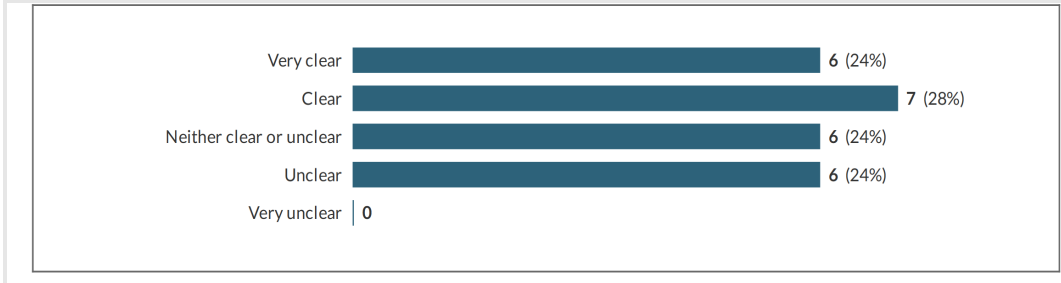 Very clear 6 (24%)
Clear 7 (28%)
Neither clear or unclear 6 (24%)
Unclear 6 (24%)
Very unclear 0